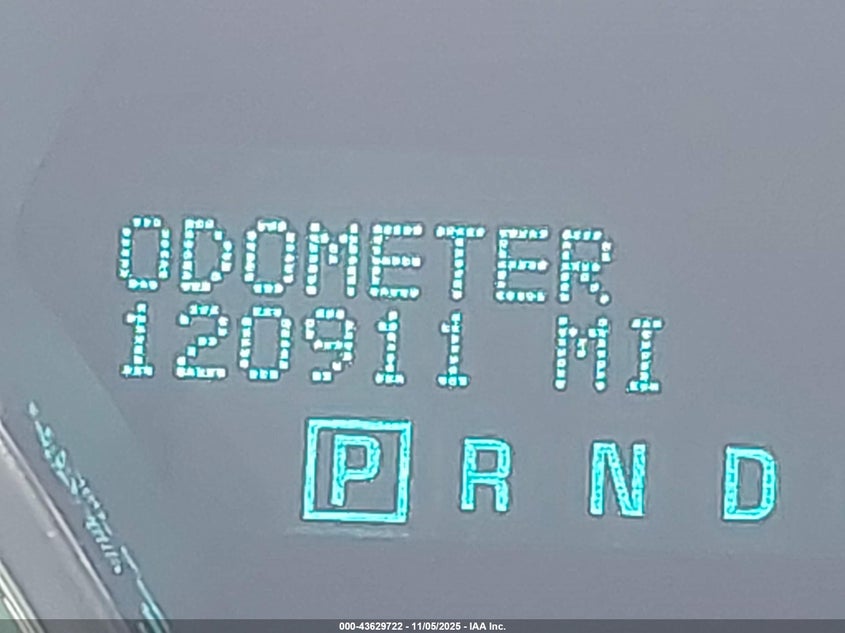 ODOMETER
120911 MI
P R N D
000-43629722 - 11/05/2025 - IAA Inc.